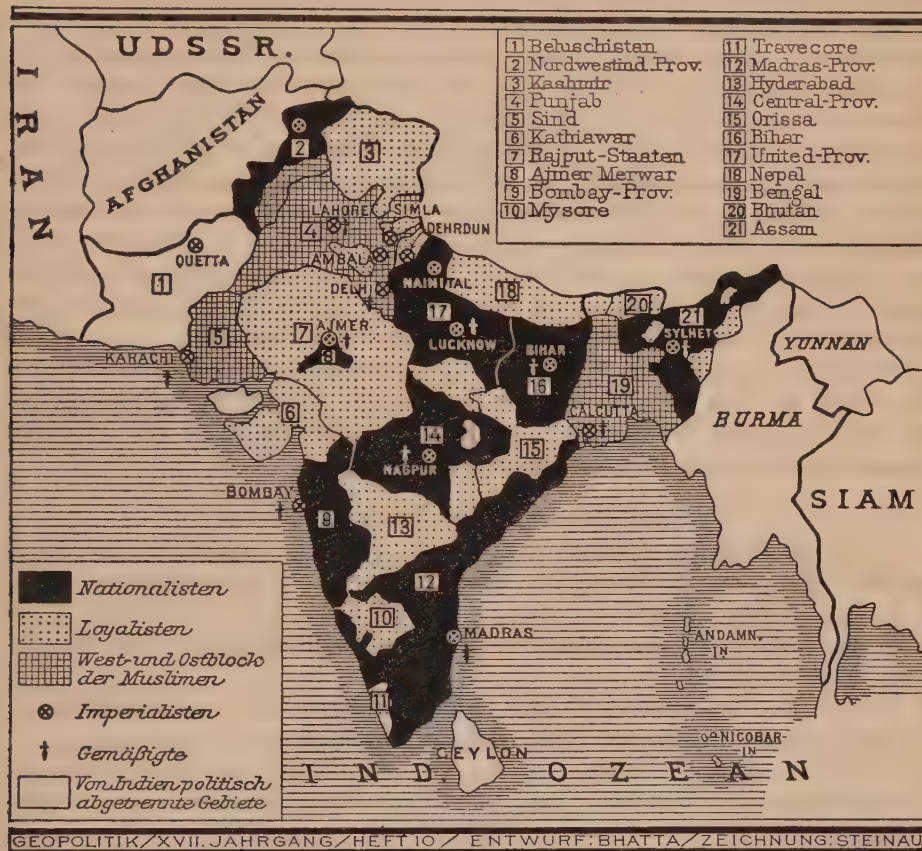 UDSSR.
IRAN
AFGHANISTAN
1 Beluschistan
2 Nordwestind. Prov.
3 Kashmir
4 Punjab
5 Sind
6 Kathiawar
7 Rajput-Staaten
8 Ajmer Merwar
9 Bombay-Prov.
10 Mysore
11 Travecore
12 Madras-Prov.
13 Hyderabad
14 Central-Prov.
15 Orissa
16 Bihar
17 United-Prov.
18 Nepal
19 Bengal
20 Bhutan
21 Assam
2
3
LAHORE
SIMLA
4
DEHRDUN
AMBALA
QUETTA
1
DELHI
NAINITAL
18
20
21
17
5
7
AJMER
LUCKNOW
SYLHET
YUNNAN
KARACHI
8
BIHAR
16
19
6
CALCUTTA
BURMA
14
15
NAGPUR
SIAM
BOMBAY
9
13
12
10
MADRAS
ANDAMN.
IN.
11
CEYLON
NICOBAR
IN
IND. OZEAN
Nationalisten
Loyalisten
West- und Ostblock
der Muslimen
Imperialisten
Gemäßigte
Von Indien politisch
abgetrennte Gebiete
GEOPOLITIK/XVII. JAHRGANG/HEFT 10 / ENTWURF: BHATTA/ZEICHNUNG: STEINAU